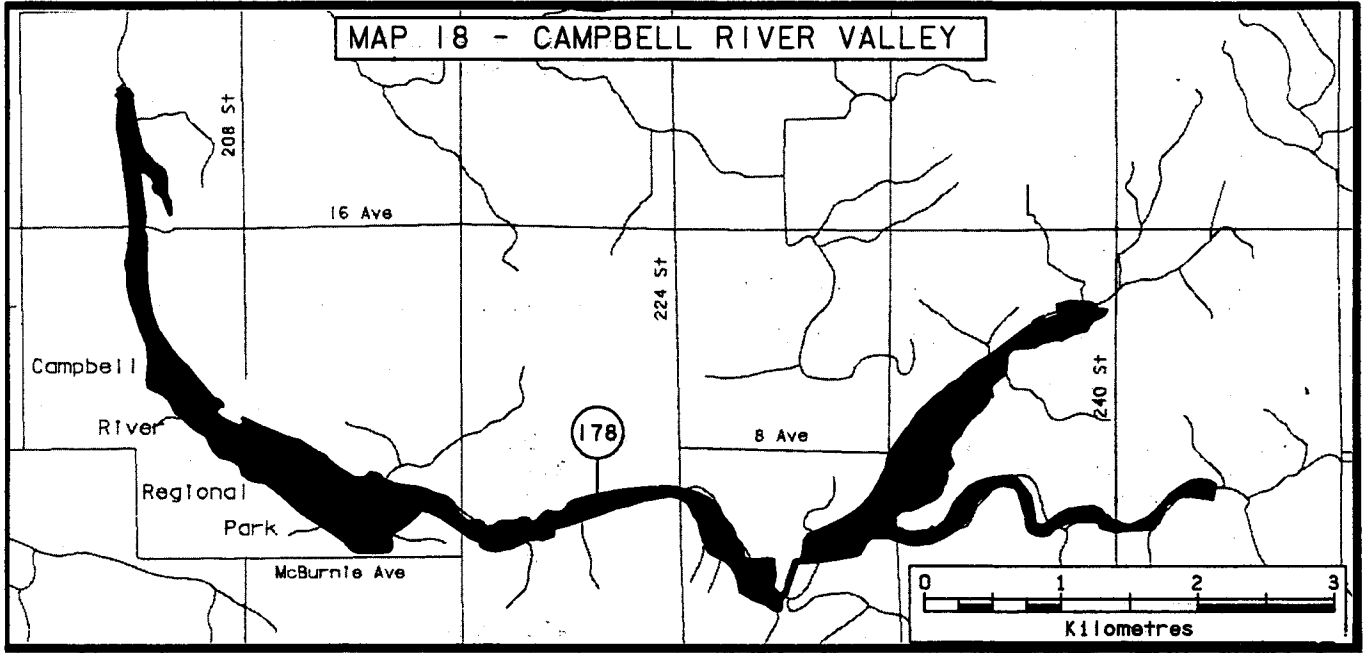 MAP 18 - CAMPBELL RIVER VALLEY
208 St
16 Ave
224 St
Campbell
240 St
River
178
8 Ave
Regional
Park
McBurnie Ave
0 1 2 3
Kilometres